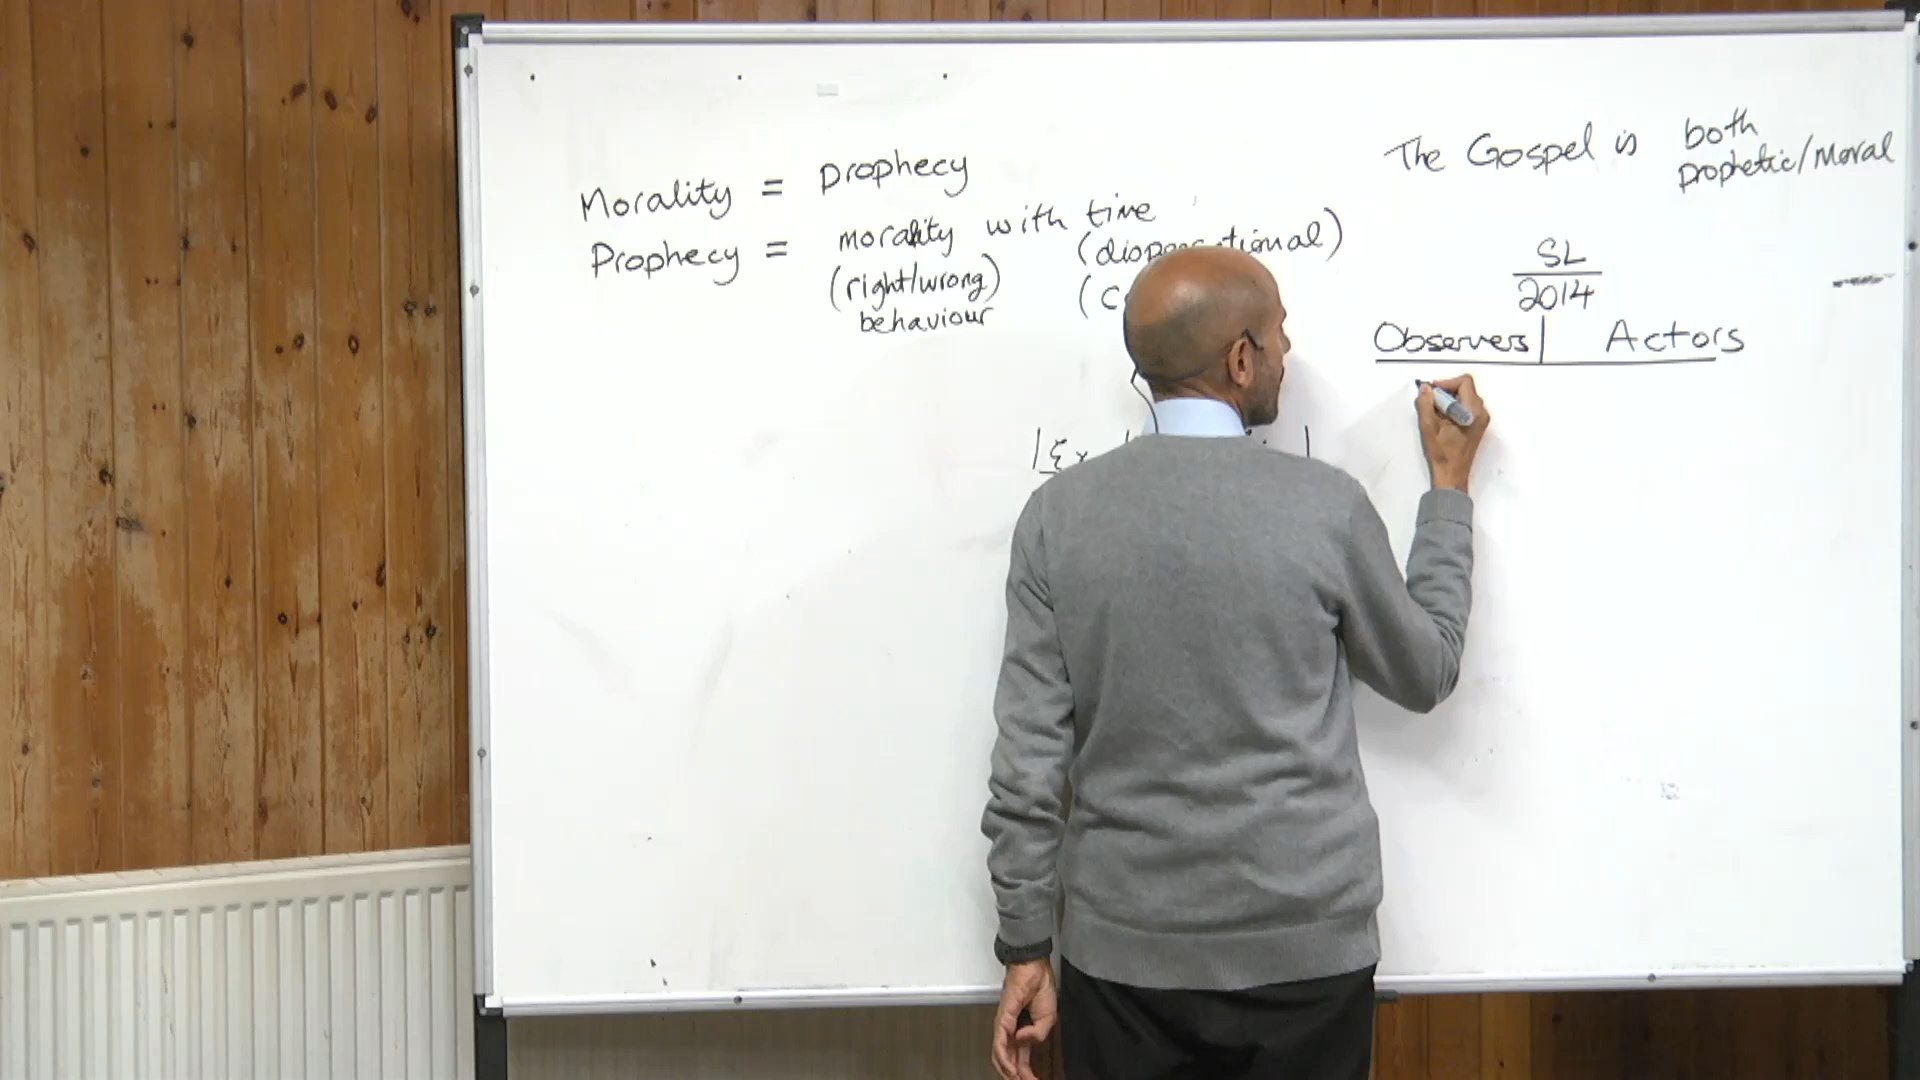 Morality = prophecy
Prophecy = morality with time
(right/wrong)
behaviour
The Gospel is both
prophetic/Moral
SL
2014
Observers | Actors